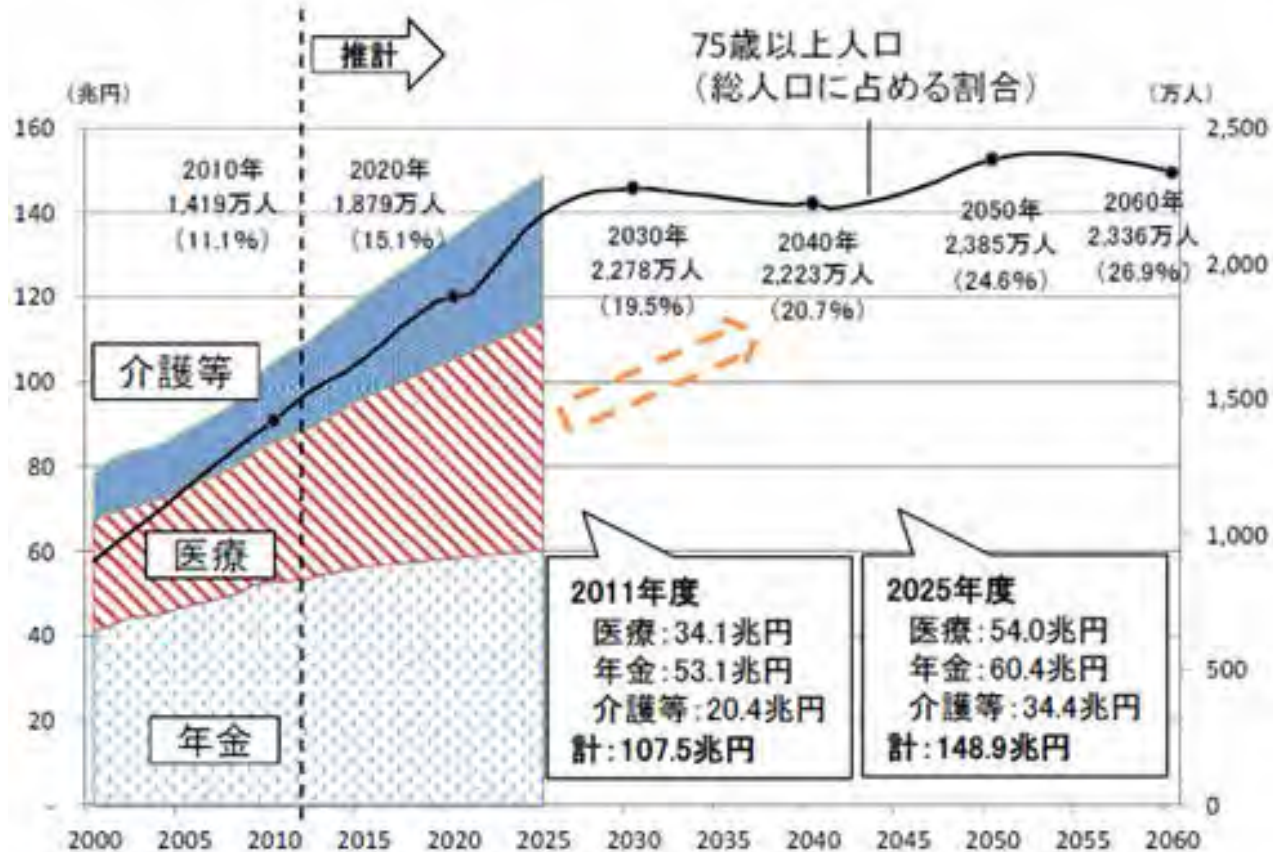 推計
75歳以上人口
（総人口に占める割合）
（兆円）
（万人）
160
140
120
100
80
60
40
20
-
2,500
2,000
1,500
1,000
500
0
2010年
1,419万人
（11.1%）
2020年
1,879万人
（15.1%）
2030年
2,278万人
（19.5%）
2040年
2,223万人
（20.7%）
2050年
2,385万人
（24.6%）
2060年
2,336万人
（26.9%）
介護等
医療
年金
2011年度
医療:34.1兆円
年金:53.1兆円
介護等:20.4兆円
計:107.5兆円
2025年度
医療:54.0兆円
年金:60.4兆円
介護等:34.4兆円
計:148.9兆円
2000 2005 2010 2015 2020 2025 2030 2035 2040 2045 2050 2055 2060